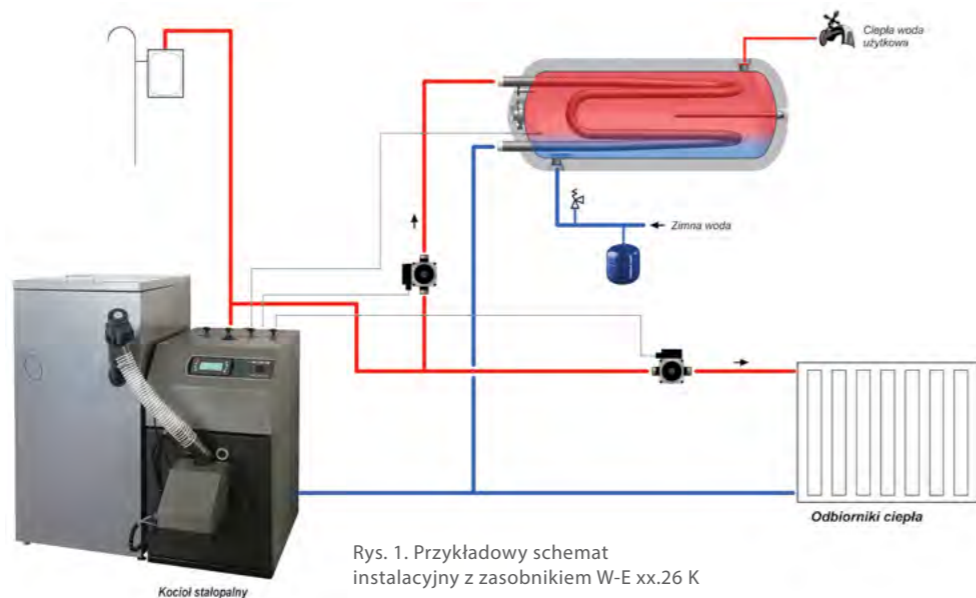 Ciepła woda
użytkowa
Zimna woda
Odbiorniki ciepła
Rys. 1. Przykładowy schemat
instalacyjny z zasobnikiem W-E xx.26 K
Kocioł stałopalny